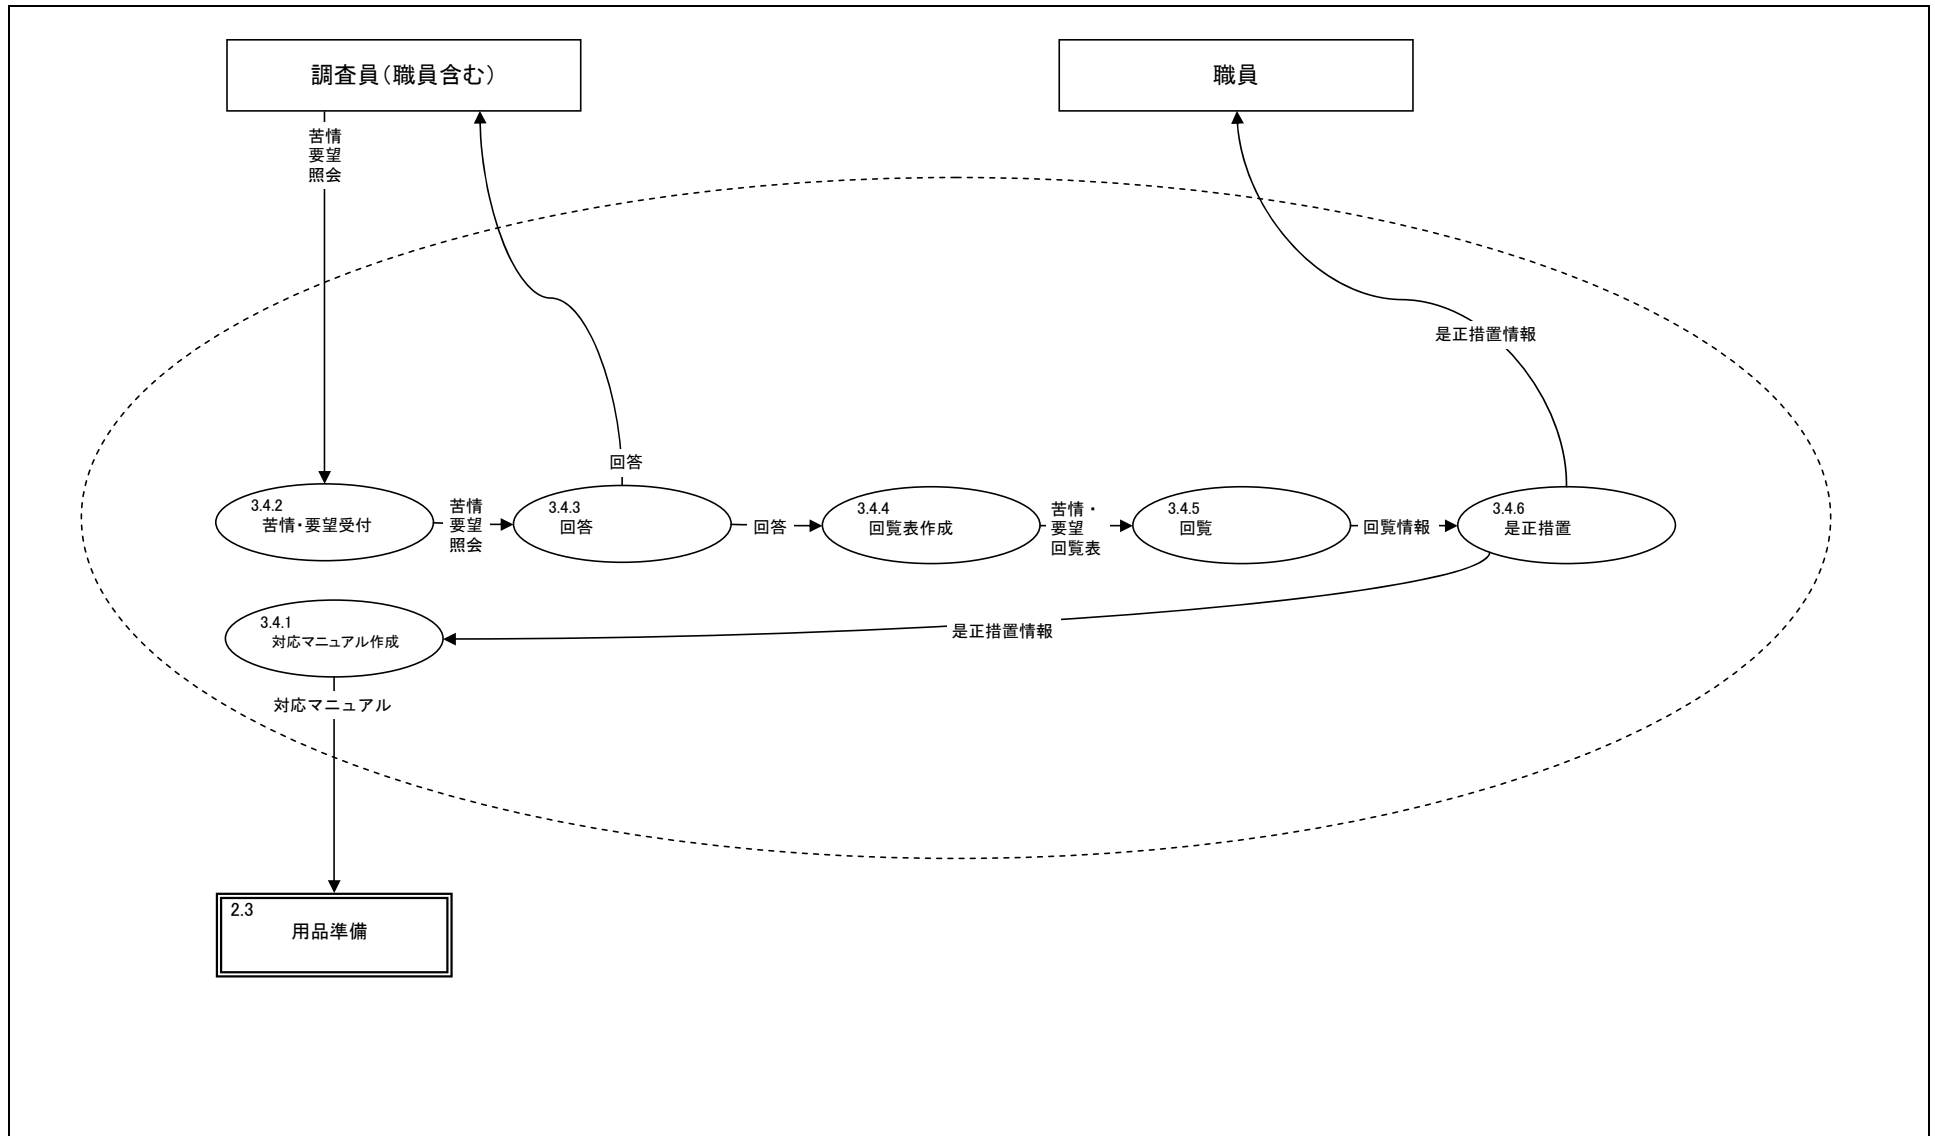 調査員（職員含む）
職員
苦情
要望
照会
是正措置情報
回答
3.4.2
苦情・要望受付
苦情
要望
照会
3.4.3
回答
回答
3.4.4
回覧表作成
苦情・
要望
回覧表
3.4.5
回覧
回覧情報
3.4.6
是正措置
3.4.1
対応マニュアル作成
是正措置情報
対応マニュアル
2.3
用品準備